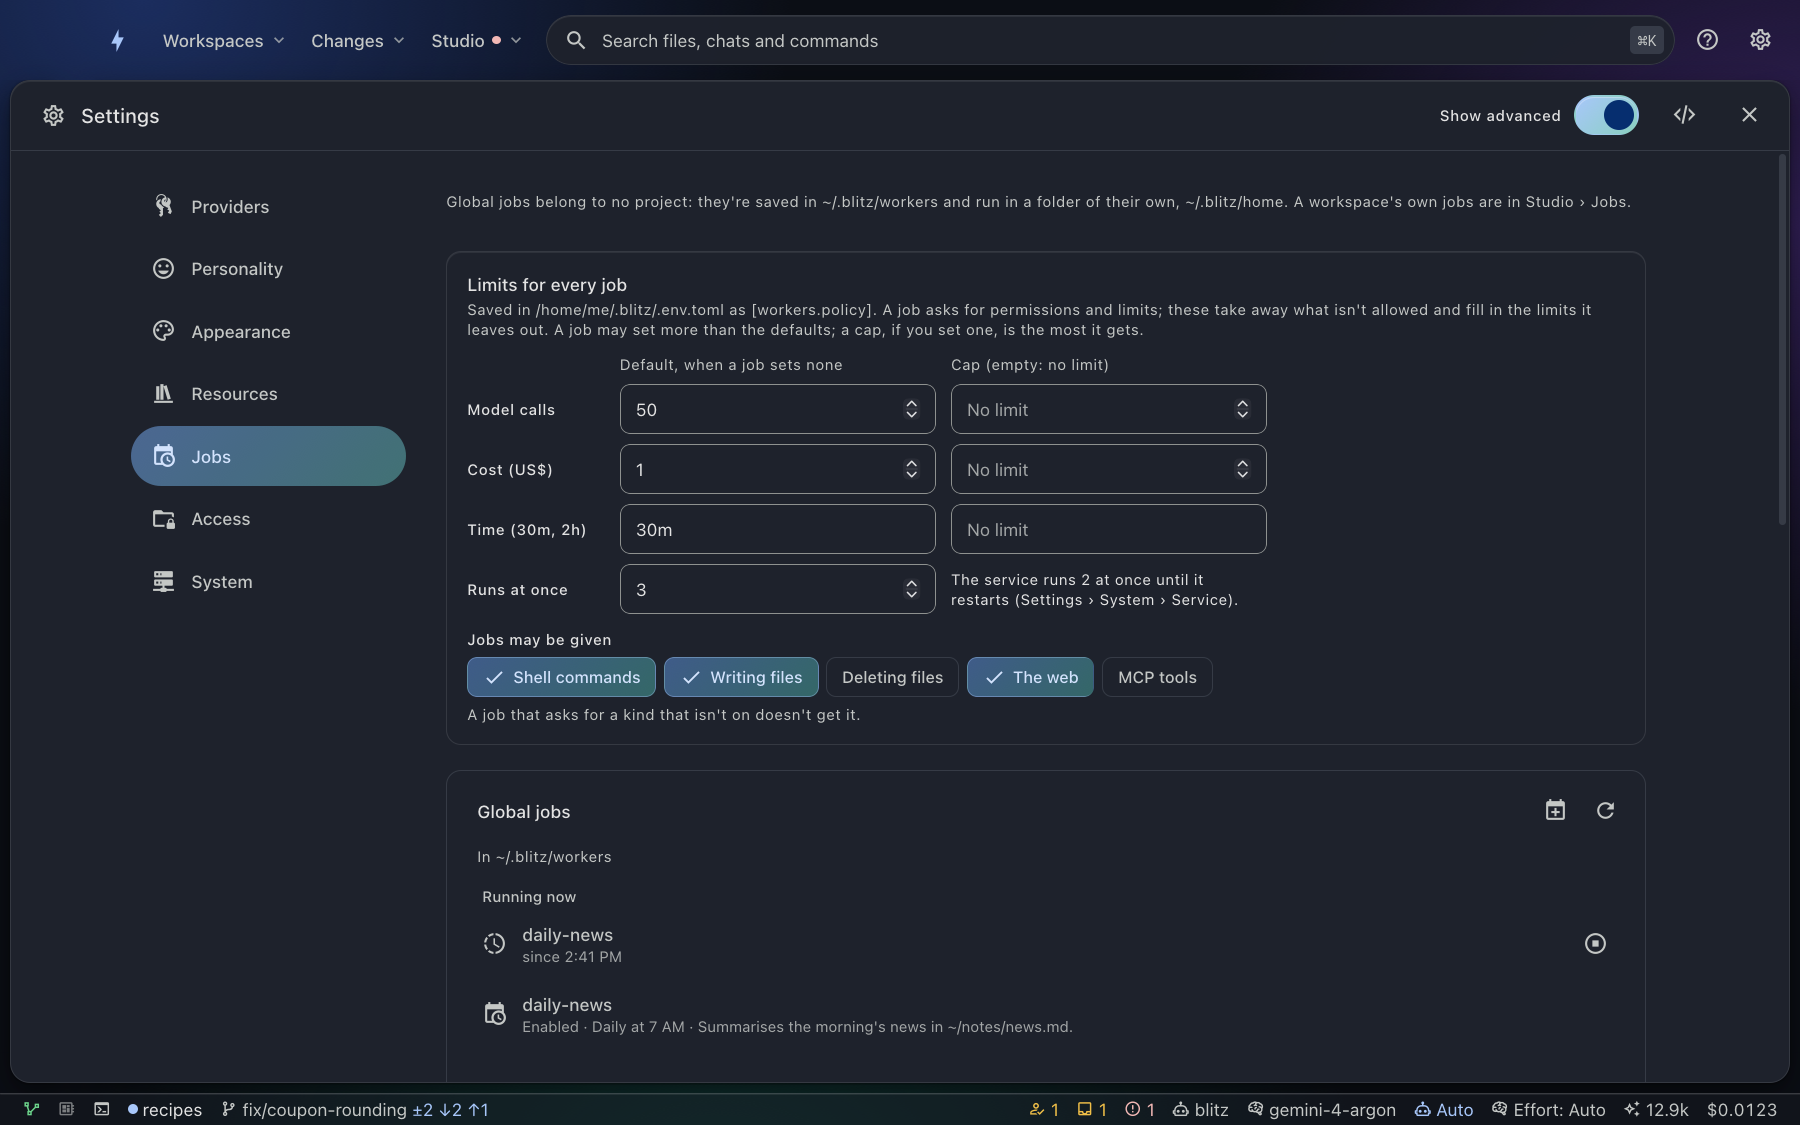 Workspaces
Changes
Studio
Search files, chats and commands
⌘K
Settings
Show advanced
Providers
Personality
Appearance
Resources
Jobs
Access
System
Global jobs belong to no project: they're saved in ~/.blitz/workers and run in a folder of their own, ~/.blitz/home. A workspace's own jobs are in Studio › Jobs.
Limits for every job
Saved in /home/me/.blitz/.env.toml as [workers.policy]. A job asks for permissions and limits; these take away what isn't allowed and fill in the limits it
leaves out. A job may set more than the defaults; a cap, if you set one, is the most it gets.
Default, when a job sets none
Cap (empty: no limit)
Model calls
50
No limit
Cost (US$)
1
No limit
Time (30m, 2h)
30m
No limit
Runs at once
3
The service runs 2 at once until it
restarts (Settings › System › Service).
Jobs may be given
Shell commands
Writing files
Deleting files
The web
MCP tools
A job that asks for a kind that isn't on doesn't get it.
Global jobs
In ~/.blitz/workers
Running now
daily-news
since 2:41 PM
daily-news
Enabled · Daily at 7 AM · Summarises the morning's news in ~/notes/news.md.
recipes
fix/coupon-rounding ±2 ↓2 ↑1
1
1
1
blitz
gemini-4-argon
Auto
Effort: Auto
12.9k
$0.0123